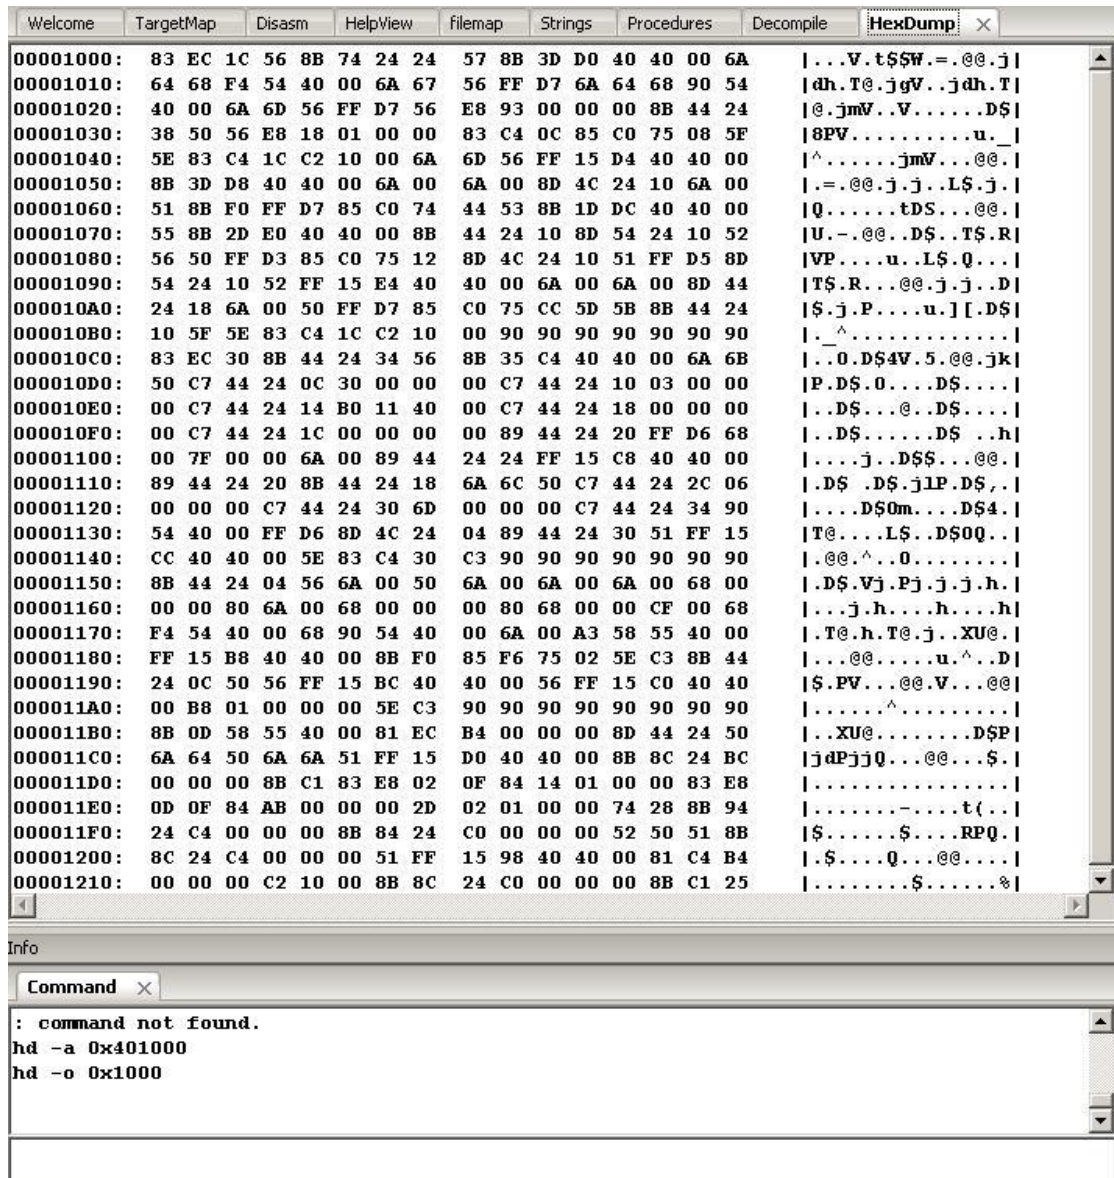 Welcome TargetMap Disasm HelpView filemap Strings Procedures Decompile HexDump
00001000: 83 EC 1C 56 8B 74 24 24 57 8B 3D D0 40 40 00 6A |...V.t$$W.=.@@.j|
00001010: 64 68 F4 54 40 00 6A 67 56 FF D7 6A 64 68 90 54 |dh.T@.jgV..jdh.T|
00001020: 40 00 6A 6D 56 FF D7 56 E8 93 00 00 00 8B 44 24 |@.jmV..V......D$|
00001030: 38 50 56 E8 18 01 00 00 83 C4 0C 85 C0 75 08 5F |8PV..........u._|
00001040: 5E 83 C4 1C C2 10 00 6A 6D 56 FF 15 D4 40 40 00 |^......jmV...@@.|
00001050: 8B 3D D8 40 40 00 6A 00 6A 00 8D 4C 24 10 6A 00 |.=.@@.j.j..L$.j.|
00001060: 51 8B F0 FF D7 85 C0 74 44 53 8B 1D DC 40 40 00 |Q......tDS...@@.|
00001070: 55 8B 2D E0 40 40 00 8B 44 24 10 8D 54 24 10 52 |U.-.@@..D$..T$.R|
00001080: 56 50 FF D3 85 C0 75 12 8D 4C 24 10 51 FF D5 8D |VP....u..L$.Q...|
00001090: 54 24 10 52 FF 15 E4 40 40 00 6A 00 6A 00 8D 44 |T$.R...@@.j.j..D|
000010A0: 24 18 6A 00 50 FF D7 85 C0 75 CC 5D 5B 8B 44 24 |$.j.P....u.][.D$|
000010B0: 10 5F 5E 83 C4 1C C2 10 00 90 90 90 90 90 90 90 |._^.............|
000010C0: 83 EC 30 8B 44 24 34 56 8B 35 C4 40 40 00 6A 6B |..0.D$4V.5.@@.jk|
000010D0: 50 C7 44 24 0C 30 00 00 00 C7 44 24 10 03 00 00 |P.D$.0....D$....|
000010E0: 00 C7 44 24 14 B0 11 40 00 C7 44 24 18 00 00 00 |..D$...@..D$....|
000010F0: 00 C7 44 24 1C 00 00 00 00 89 44 24 20 FF D6 68 |..D$......D$ ..h|
00001100: 00 7F 00 00 6A 00 89 44 24 24 FF 15 C8 40 40 00 |....j..D$$...@@.|
00001110: 89 44 24 20 8B 44 24 18 6A 6C 50 C7 44 24 2C 06 |.D$ .D$.jlP.D$,.|
00001120: 00 00 00 C7 44 24 30 6D 00 00 00 C7 44 24 34 90 |....D$0m....D$4.|
00001130: 54 40 00 FF D6 8D 4C 24 04 89 44 24 30 51 FF 15 |T@....L$..D$0Q..|
00001140: CC 40 40 00 5E 83 C4 30 C3 90 90 90 90 90 90 90 |.@@.^..0........|
00001150: 8B 44 24 04 56 6A 00 50 6A 00 6A 00 6A 00 68 00 |.D$.Vj.Pj.j.j.h.|
00001160: 00 00 80 6A 00 68 00 00 00 80 68 00 00 CF 00 68 |...j.h....h....h|
00001170: F4 54 40 00 68 90 54 40 00 6A 00 A3 58 55 40 00 |.T@.h.T@.j..XU@.|
00001180: FF 15 B8 40 40 00 8B F0 85 F6 75 02 5E C3 8B 44 |...@@.....u.^..D|
00001190: 24 0C 50 56 FF 15 BC 40 40 00 56 FF 15 C0 40 40 |$.PV...@@.V...@@|
000011A0: 00 B8 01 00 00 00 5E C3 90 90 90 90 90 90 90 90 |......^.........|
000011B0: 8B 0D 58 55 40 00 81 EC B4 00 00 00 8D 44 24 50 |..XU@........D$P|
000011C0: 6A 64 50 6A 6A 51 FF 15 D0 40 40 00 8B 8C 24 BC |jdPjjQ...@@...$.|
000011D0: 00 00 00 8B C1 83 E8 02 0F 84 14 01 00 00 83 E8 |................|
000011E0: 0D 0F 84 AB 00 00 00 2D 02 01 00 00 74 28 8B 94 |.......-....t(..|
000011F0: 24 C4 00 00 00 8B 84 24 C0 00 00 00 52 50 51 8B |$......$....RPQ.|
00001200: 8C 24 C4 00 00 00 51 FF 15 98 40 40 00 81 C4 B4 |.$....Q...@@....|
00001210: 00 00 00 C2 10 00 8B 8C 24 C0 00 00 00 8B C1 25 |........$......%|
Info
Command
: command not found.
hd -a 0x401000
hd -o 0x1000